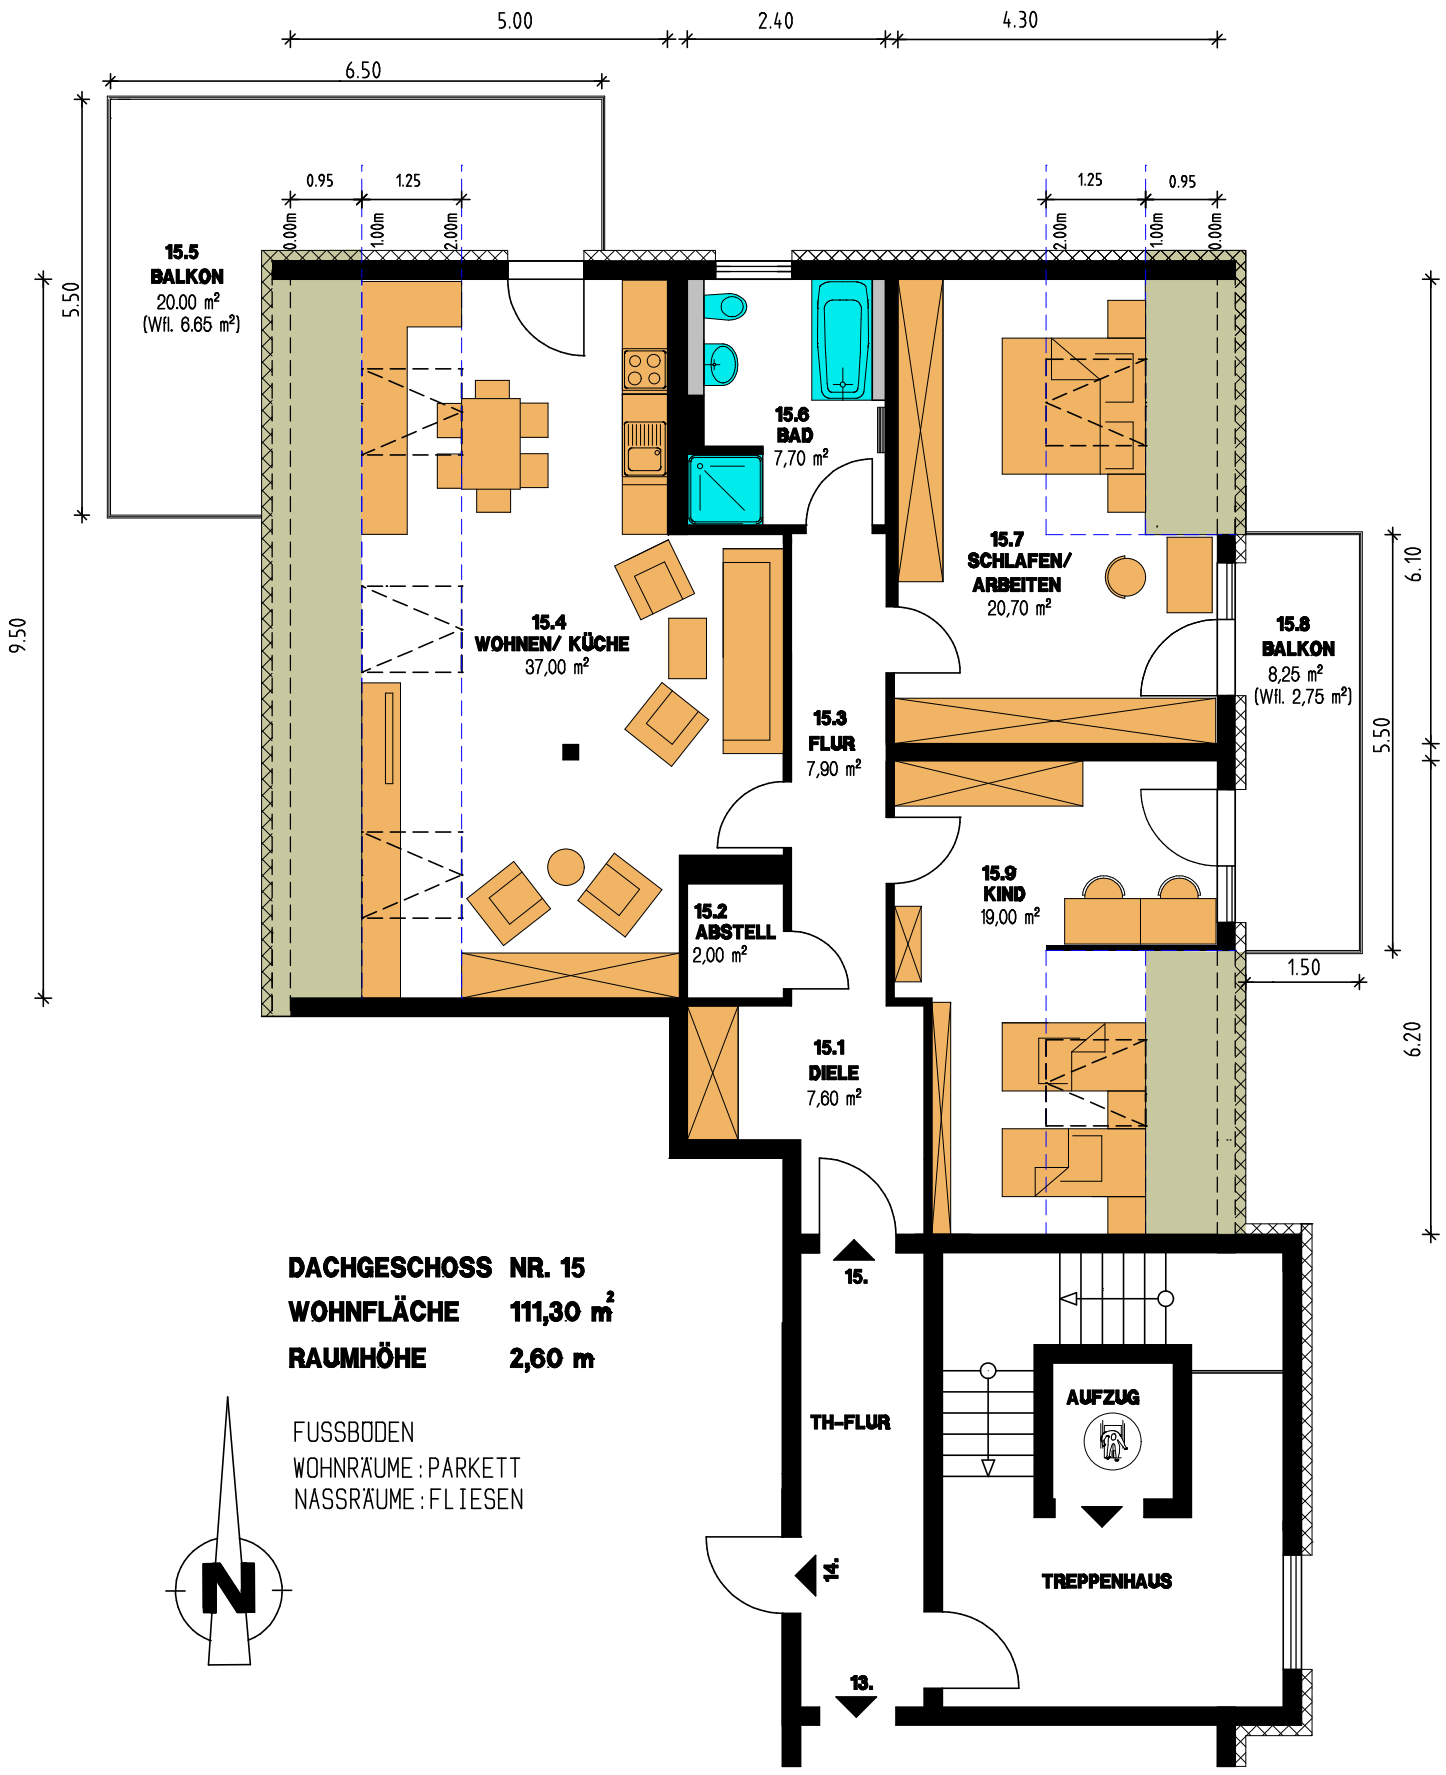 5.00
2.40
4.30
6.50
5.50
9.50
0.95
1.25
0.00m
1.00m
2.00m
1.25
0.95
2.00m
1.00m
0.00m
15.5
BALKON
20.00 m²
(Wfl. 6.65 m²)
15.6
BAD
7,70 m²
15.7
SCHLAFEN/
ARBEITEN
20,70 m²
15.4
WOHNEN/ KÜCHE
37,00 m²
15.8
BALKON
8,25 m²
(Wfl. 2,75 m²)
6.10
5.50
15.3
FLUR
7,90 m²
15.9
KIND
19,00 m²
15.2
ABSTELL
2,00 m²
1.50
6.20
15.1
DIELE
7,60 m²
DACHGESCHOSS NR. 15
WOHNFLÄCHE 111,30 m²
RAUMHÖHE 2,60 m
15.
FUSSBÖDEN
WOHNRÄUME: PARKETT
NASSRÄUME: FLIESEN
TH-FLUR
AUFZUG
N
14.
TREPPENHAUS
13.